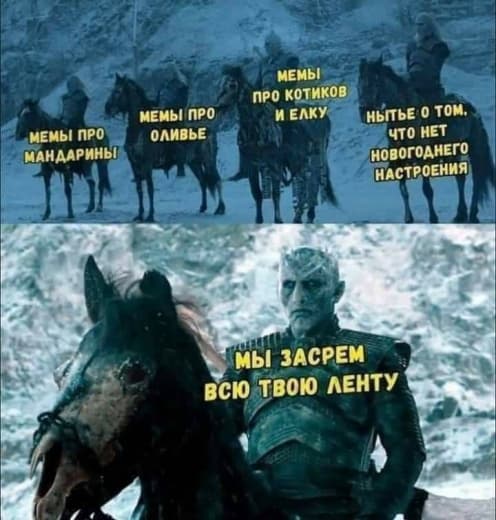 МЕМЫ ПРО
МАНДАРИНЫ
МЕМЫ ПРО
ОЛИВЬЕ
МЕМЫ
ПРО КОТИКОВ
И ЕЛКУ
НЫТЬЕ О ТОМ,
ЧТО НЕТ
НОВОГОДНЕГО
НАСТРОЕНИЯ
МЫ ЗАСРЕМ
ВСЮ ТВОЮ ЛЕНТУ